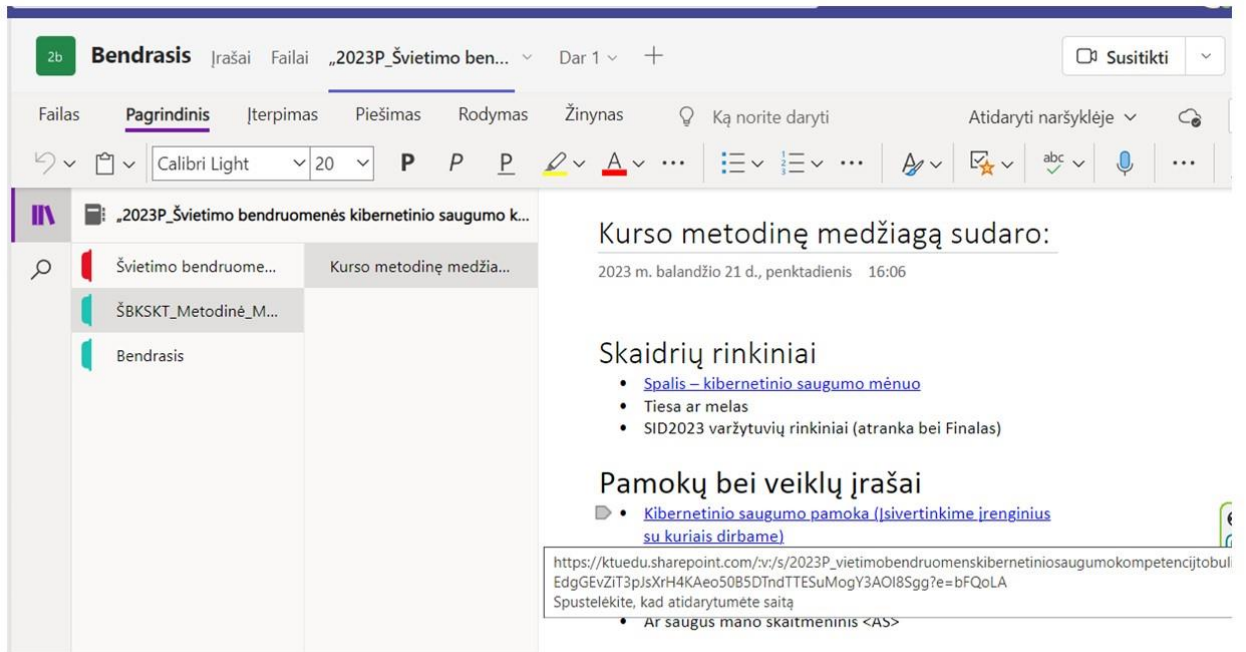 2b Bendrasis Įrašai Failai „2023P_Švietimo ben... Dar 1 Susitikti
Failas Pagrindinis Įterpimas Piešimas Rodymas Žinynas Ką norite daryti Atidaryti naršyklėje
Calibri Light 20 P P P A abc
„2023P_Švietimo bendruomenės kibernetinio saugumo k...
Švietimo bendruome...
ŠBKSKT_Metodinė_M...
Bendrasis
Kurso metodinę medžia...
Kurso metodinę medžiagą sudaro:
2023 m. balandžio 21 d., penktadienis 16:06
Skaidrių rinkiniai
• Spalis – kibernetinio saugumo mėnuo
• Tiesa ar melas
• SID2023 varžytuvių rinkiniai (atranka bei Finalas)
Pamokų bei veiklų įrašai
• Kibernetinio saugumo pamoka (Įsivertinkime įrenginius
su kuriais dirbame)
https://ktuedu.sharepoint.com/:v:/s/2023P_vietimobendruomenskibernetiniosaugumokompetencijtobuli
EdgGEvZiT3pJsXrH4KAeo50B5DTndTTESuMogY3AOI8Sgg?e=bFQoLA
Spustelėkite, kad atidarytumėte saitą
• Ar saugus mano skaitmeninis <AS>